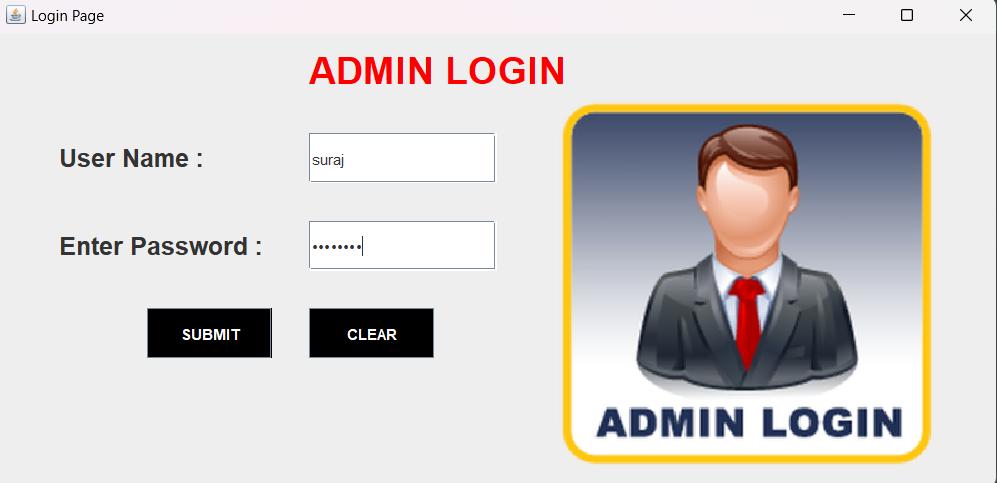 Login Page
ADMIN LOGIN
User Name :
suraj
Enter Password :
••••••••
SUBMIT
CLEAR
ADMIN LOGIN